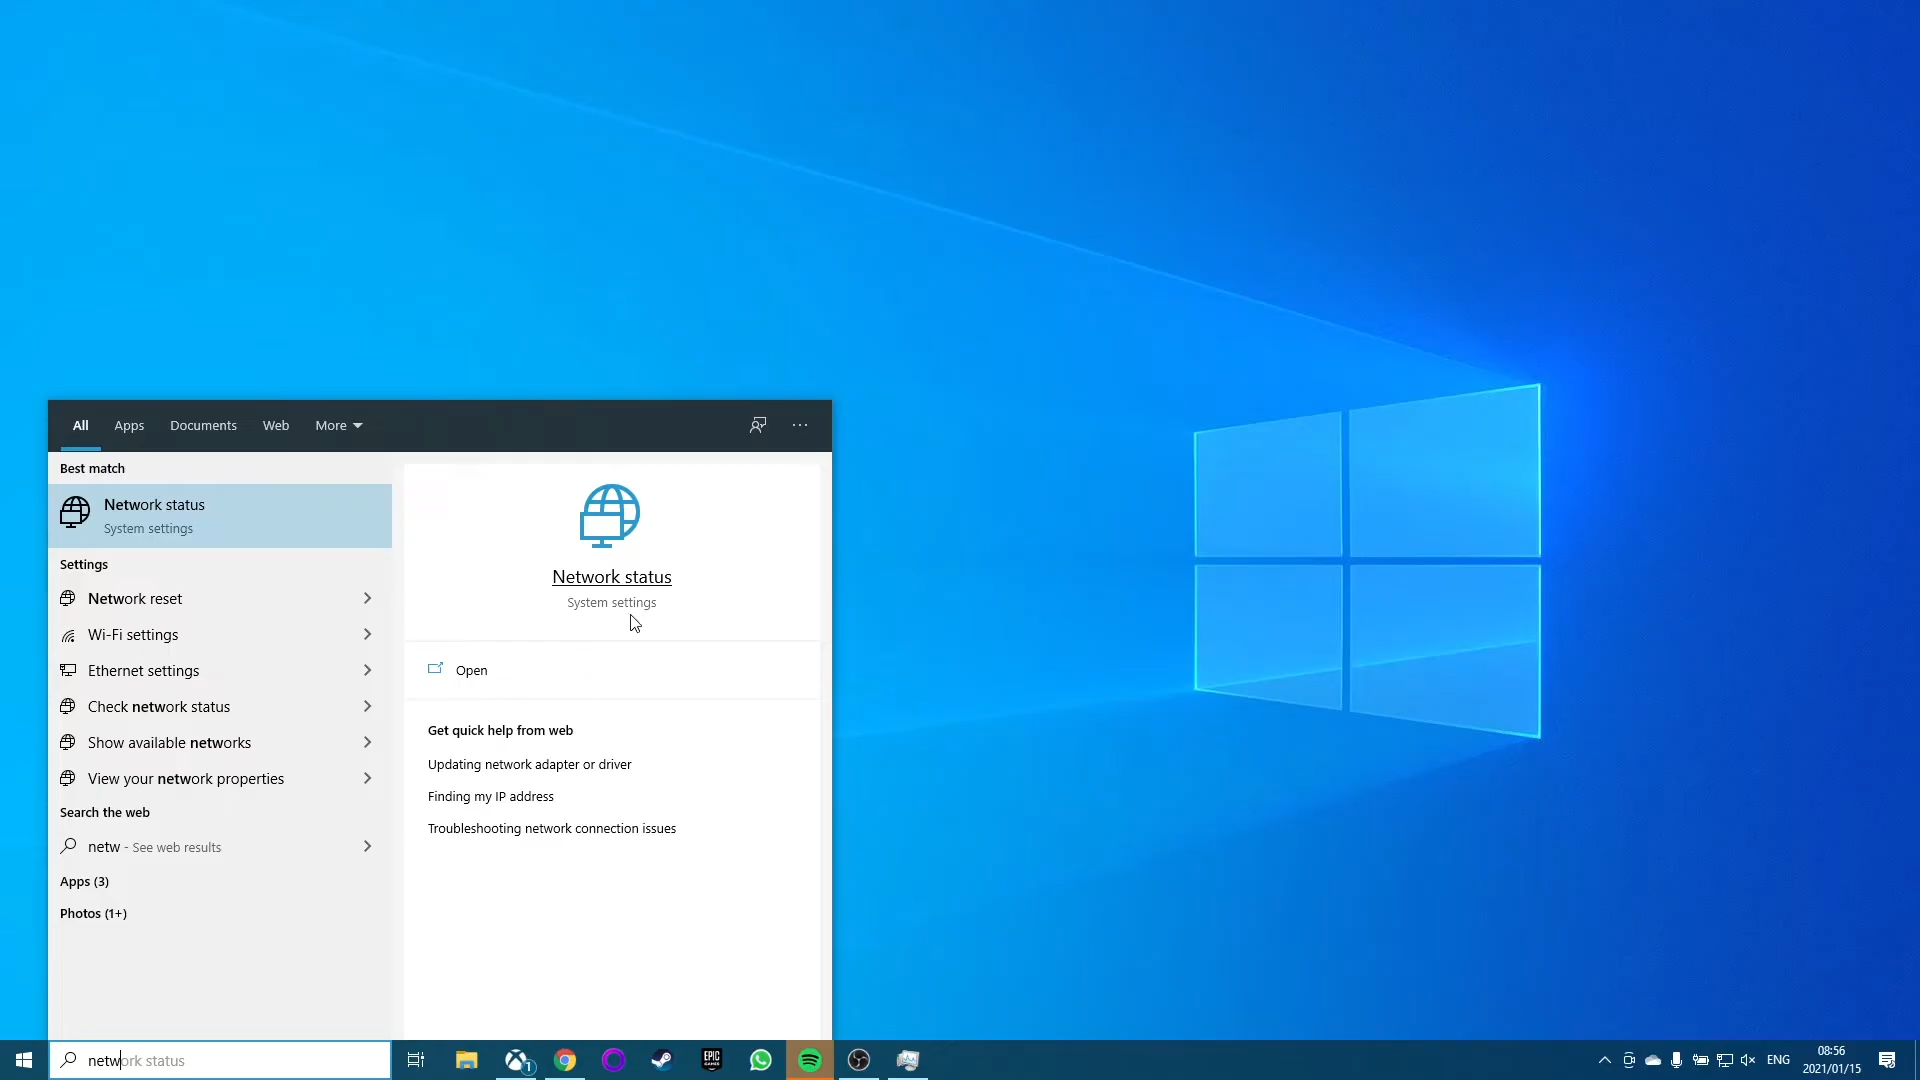 All Apps Documents Web More
Best match
Network status
System settings
Settings
Network reset
Wi-Fi settings
Ethernet settings
Check network status
Show available networks
View your network properties
Search the web
netw - See web results
Apps (3)
Photos (1+)
Network status
System settings
Open
Get quick help from web
Updating network adapter or driver
Finding my IP address
Troubleshooting network connection issues
network status
1
EPIC
GAMES
ENG
08:56
2021/01/15